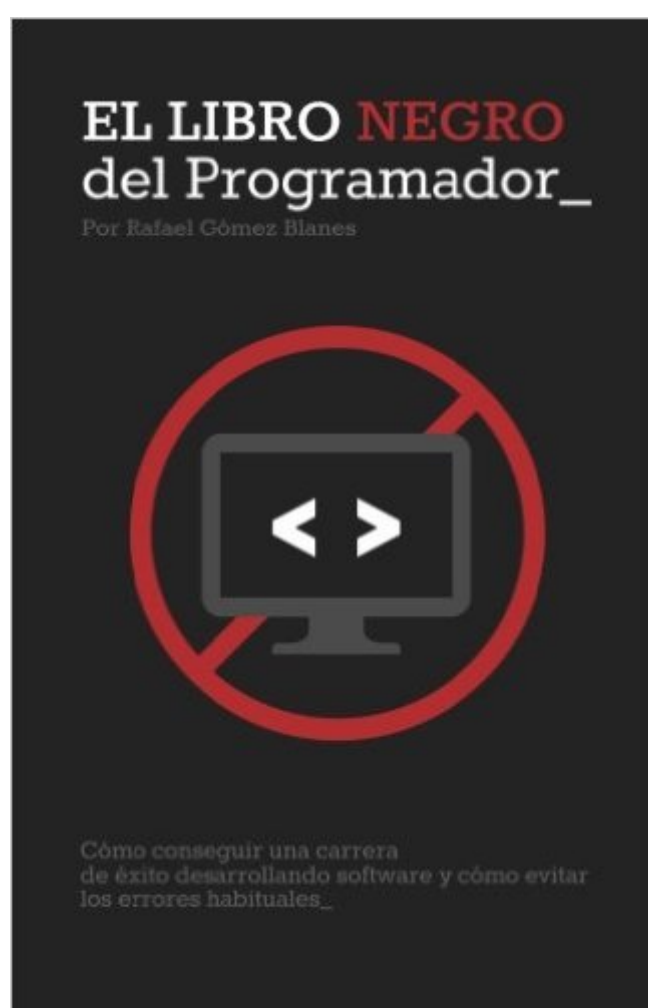 EL LIBRO NEGRO
del Programador_
Por Rafael Gómez Blanes
< >
Cómo conseguir una carrera
de éxito desarrollando software y cómo evitar
los errores habituales_